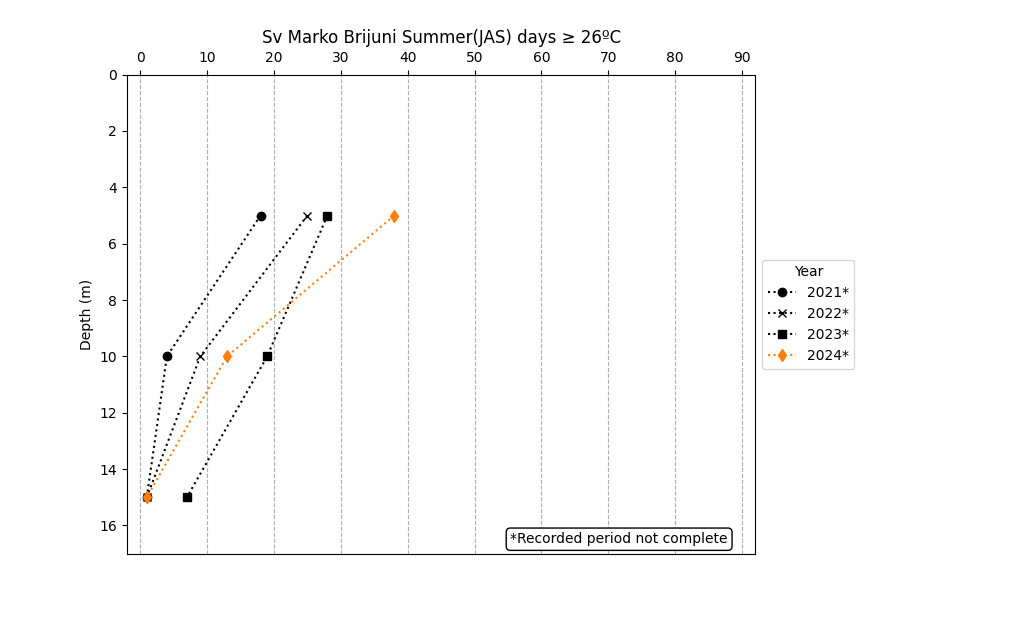 Sv Marko Brijuni Summer(JAS) days ≥ 26ºC
0 10 20 30 40 50 60 70 80 90
0
2
4
6
8
10
12
14
16
Depth (m)
Year
2021*
2022*
2023*
2024*
*Recorded period not complete